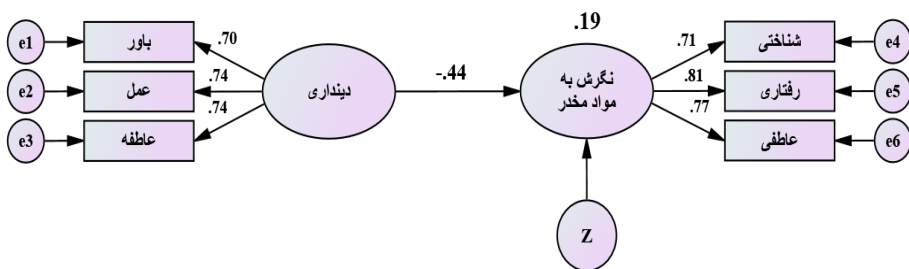 .19
e1
باور
.70
.71
شناختی
e4
e2
عمل
.74
دینداری
-.44
نگرش به
مواد مخدر
.81
رفتاری
e5
e3
عاطفه
.74
.77
عاطفی
e6
Z